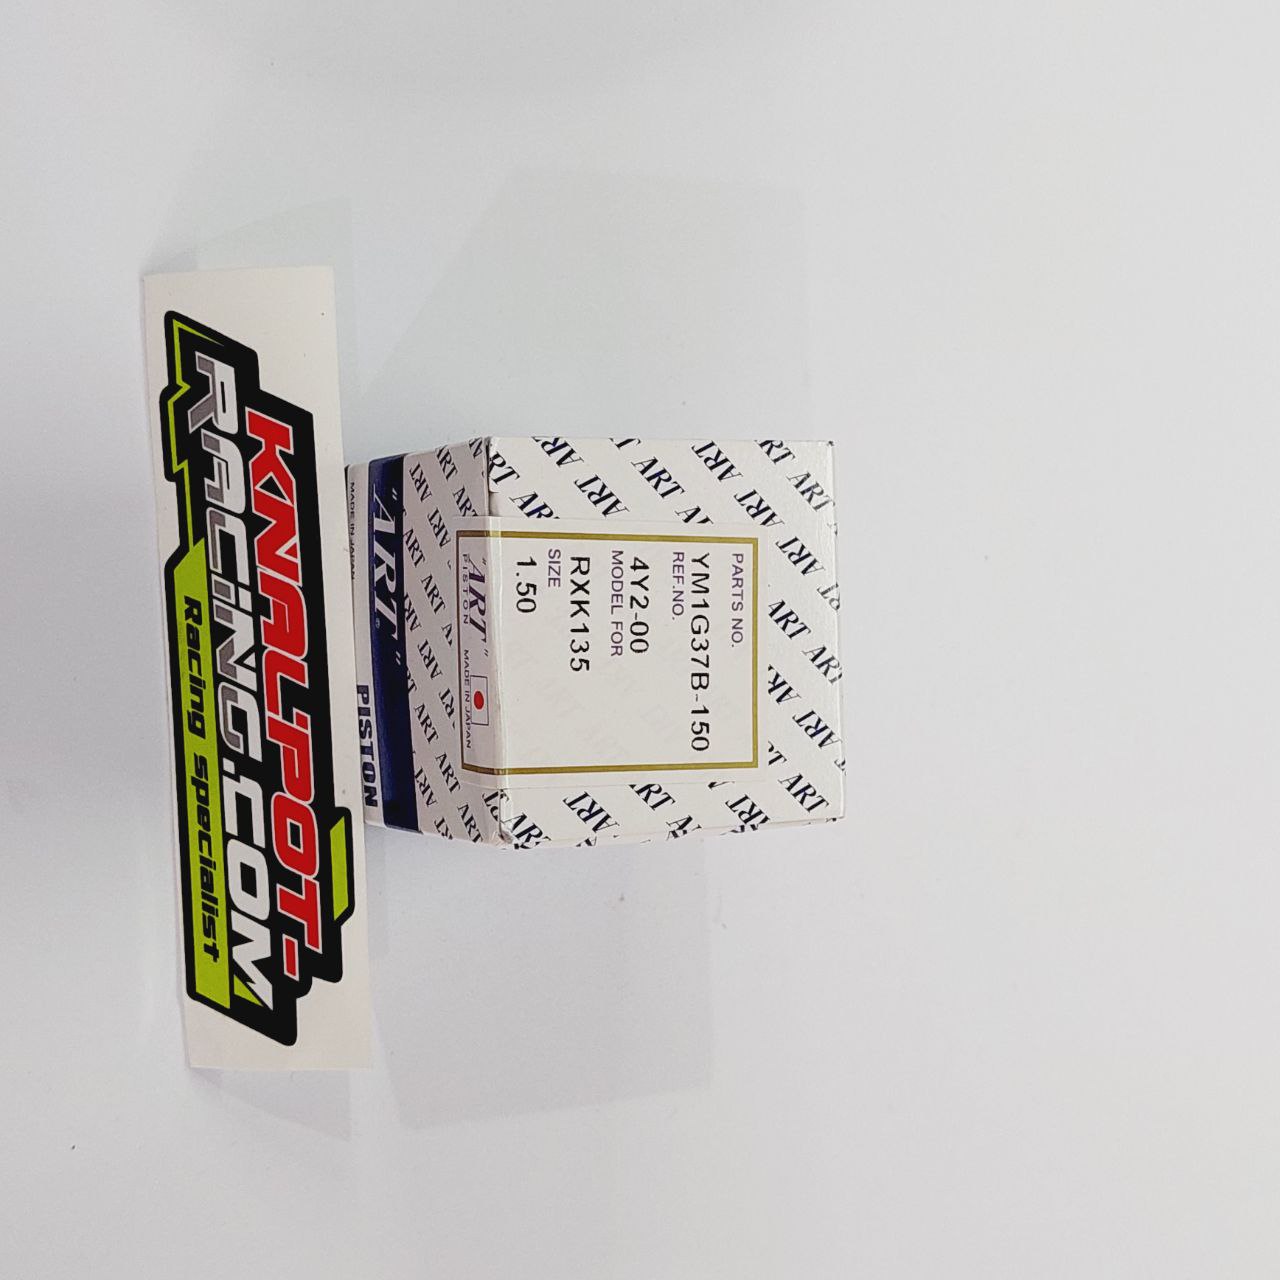 PARTS NO.
YM1G37B-150
REF.NO.
4Y2-00
MODEL FOR
RXK135
SIZE
1.50
"ART"
PISTON
MADE IN JAPAN
"ART"
PISTON
MADE IN JAPAN
KNALPOT-
RACING.COM
Racing specialist